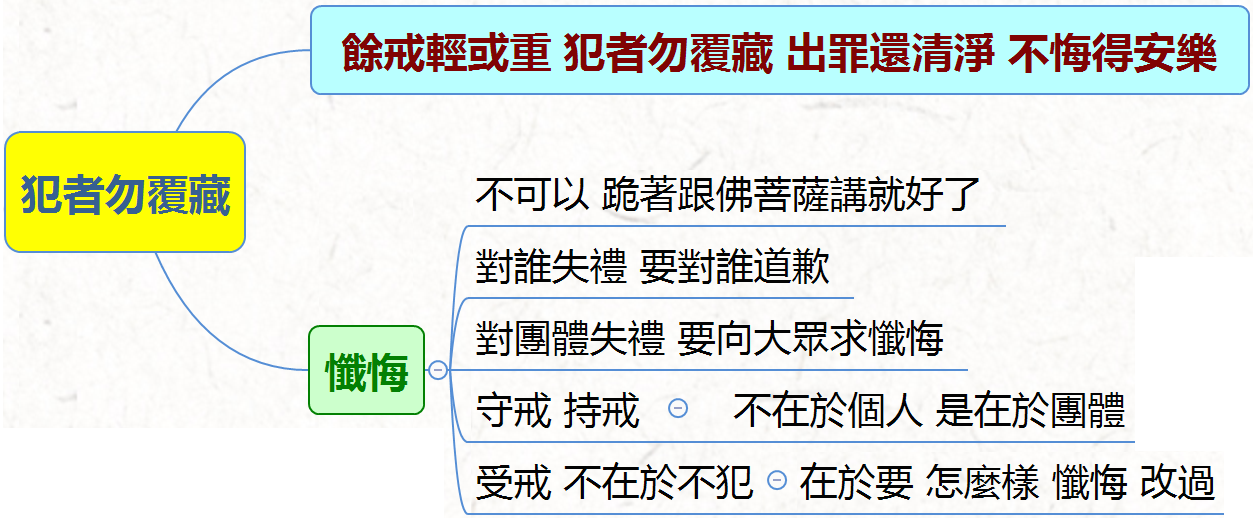 餘戒輕或重 犯者勿覆藏 出罪還清淨 不悔得安樂
犯者勿覆藏
不可以 跪著跟佛菩薩講就好了
對誰失禮 要對誰道歉
對團體失禮 要向大眾求懺悔
懺悔
守戒 持戒 不在於個人 是在於團體
受戒 不在於不犯 在於要 怎麼樣 懺悔 改過